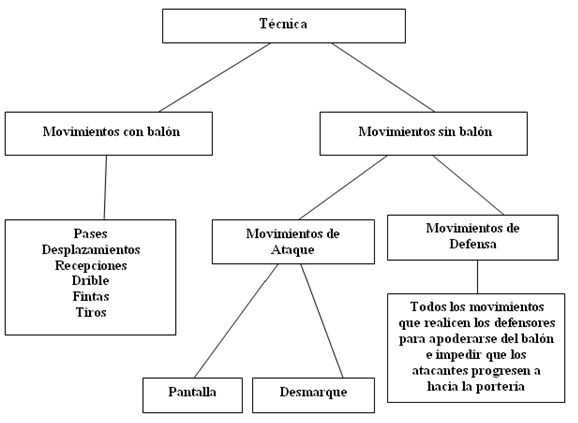 Técnica
Movimientos con balón
Movimientos sin balón
Pases
Desplazamientos
Recepciones
Drible
Fintas
Tiros
Movimientos de
Ataque
Movimientos de
Defensa
Todos los movimientos
que realicen los defensores
para apoderarse del balón
e impedir que los
atacantes progresen a
hacia la portería
Pantalla
Desmarque